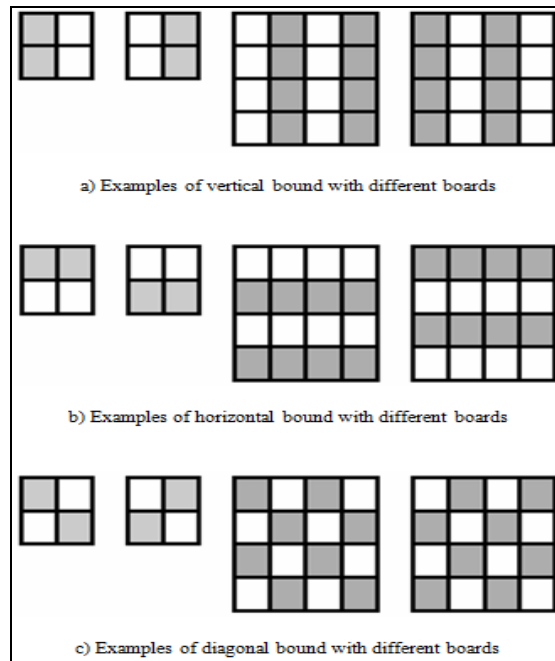 a) Examples of vertical bound with different boards
b) Examples of horizontal bound with different boards
c) Examples of diagonal bound with different boards